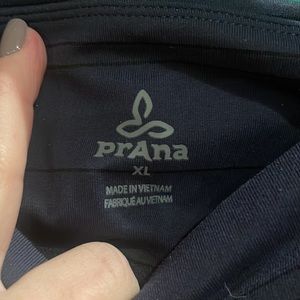 prAna
XL
MADE IN VIETNAM
FABRIQUÉ AU VIETNAM